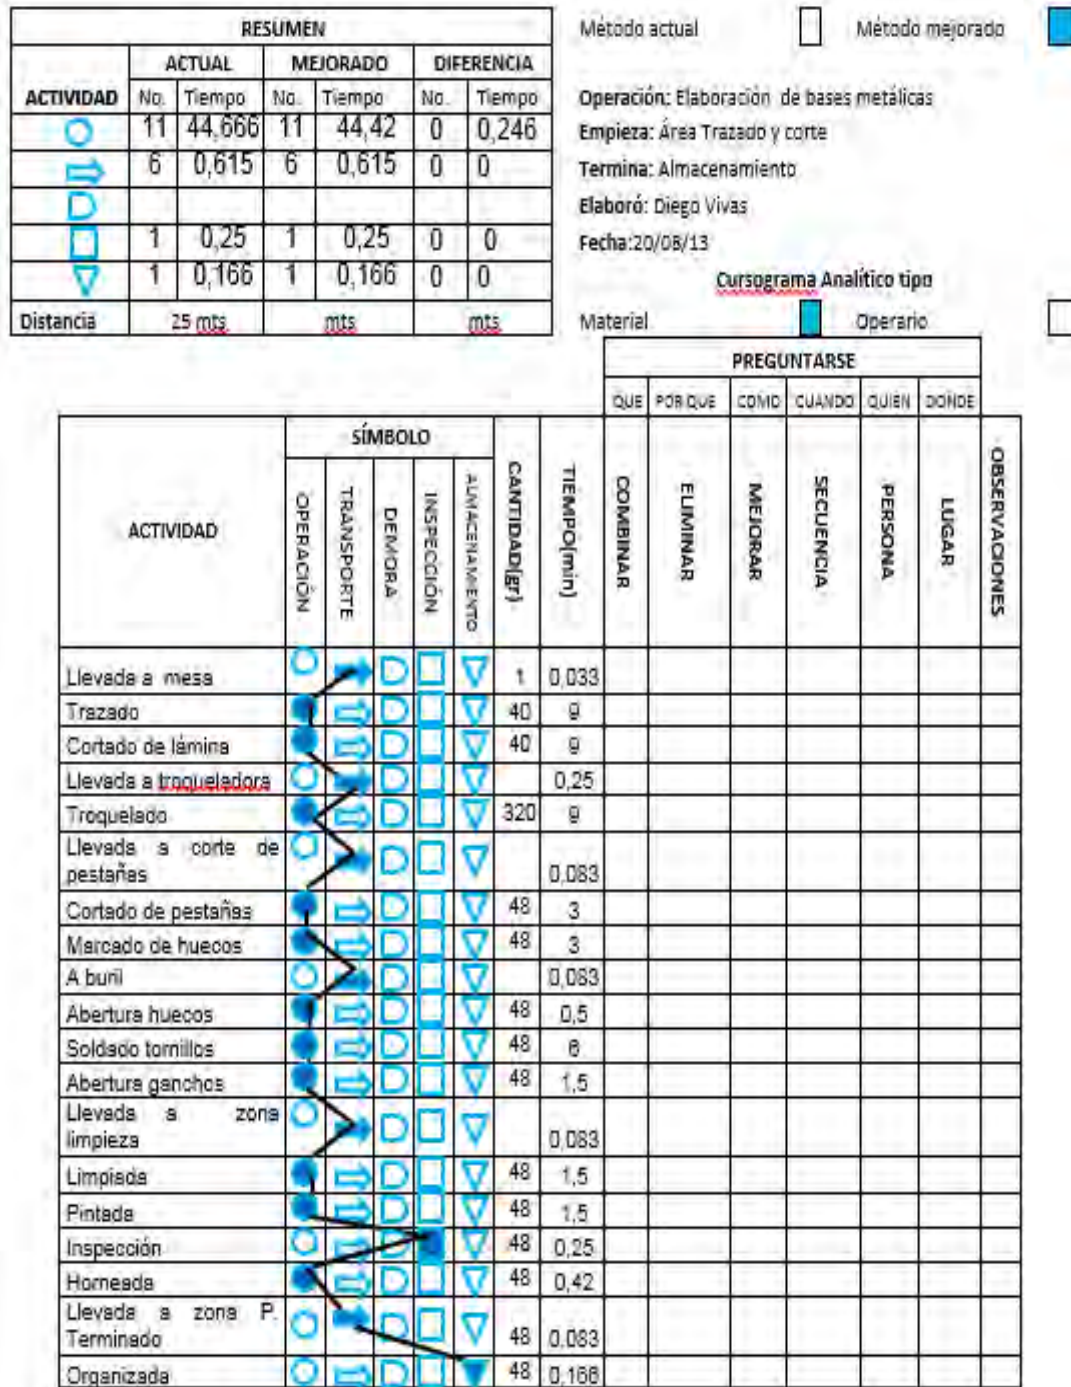 RESUMEN
ACTUAL MEJORADO DIFERENCIA
ACTIVIDAD No. Tiempo No. Tiempo No. Tiempo
11 44,666 11 44,42 0 0,246
6 0,615 6 0,615 0 0
1 0,25 1 0,25 0 0
1 0,166 1 0,166 0 0
Distancia 25 mts mts mts
Método actual Método mejorado
Operación: Elaboración de bases metálicas
Empieza: Área Trazado y corte
Termina: Almacenamiento
Elaboró: Diego Vivas
Fecha:20/08/13
Cursograma Analítico tipo
Material Operario
PREGUNTARSE
QUE POR QUE COMO CUANDO QUIEN DONDE
ACTIVIDAD
SÍMBOLO
OPERACIÓN
TRANSPORTE
DEMORA
INSPECCIÓN
ALMACENAMIENTO
CANTIDAD(gr)
TIEMPO(min)
COMBINAR
ELIMINAR
MEJORAR
SECUENCIA
PERSONA
LUGAR
OBSERVACIONES
Llevada a mesa 1 0,033
Trazado 40 9
Cortado de lámina 40 9
Llevada a troqueladora 0,25
Troquelado 320 9
Llevada a corte de
pestañas 0,083
Cortado de pestañas 48 3
Marcado de huecos 48 3
A buril 0,083
Abertura huecos 48 0,5
Soldado tornillos 48 6
Abertura ganchos 48 1,5
Llevada a zona
limpieza 0,083
Limpiada 48 1,5
Pintada 48 1,5
Inspección 48 0,25
Horneada 48 0,42
Llevada a zona P.
Terminado 48 0,083
Organizada 48 0,166